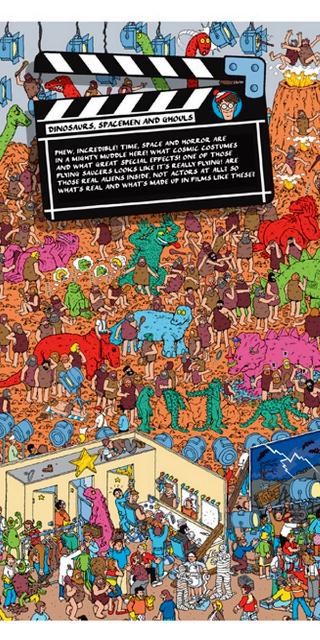 DINOSAURS, SPACEMEN AND GHOULS
PHEW, INCREDIBLE! TIME, SPACE AND HORROR ARE
IN A MIGHTY MUDDLE HERE! WHAT COSMIC COSTUMES
AND WHAT GREAT SPECIAL EFFECTS! ONE OF THOSE
FLYING SAUCERS LOOKS LIKE IT'S REALLY FLYING! ARE
THOSE REAL ALIENS INSIDE, NOT ACTORS AT ALL? SO
WHAT'S REAL AND WHAT'S MADE UP IN FILMS LIKE THESE?